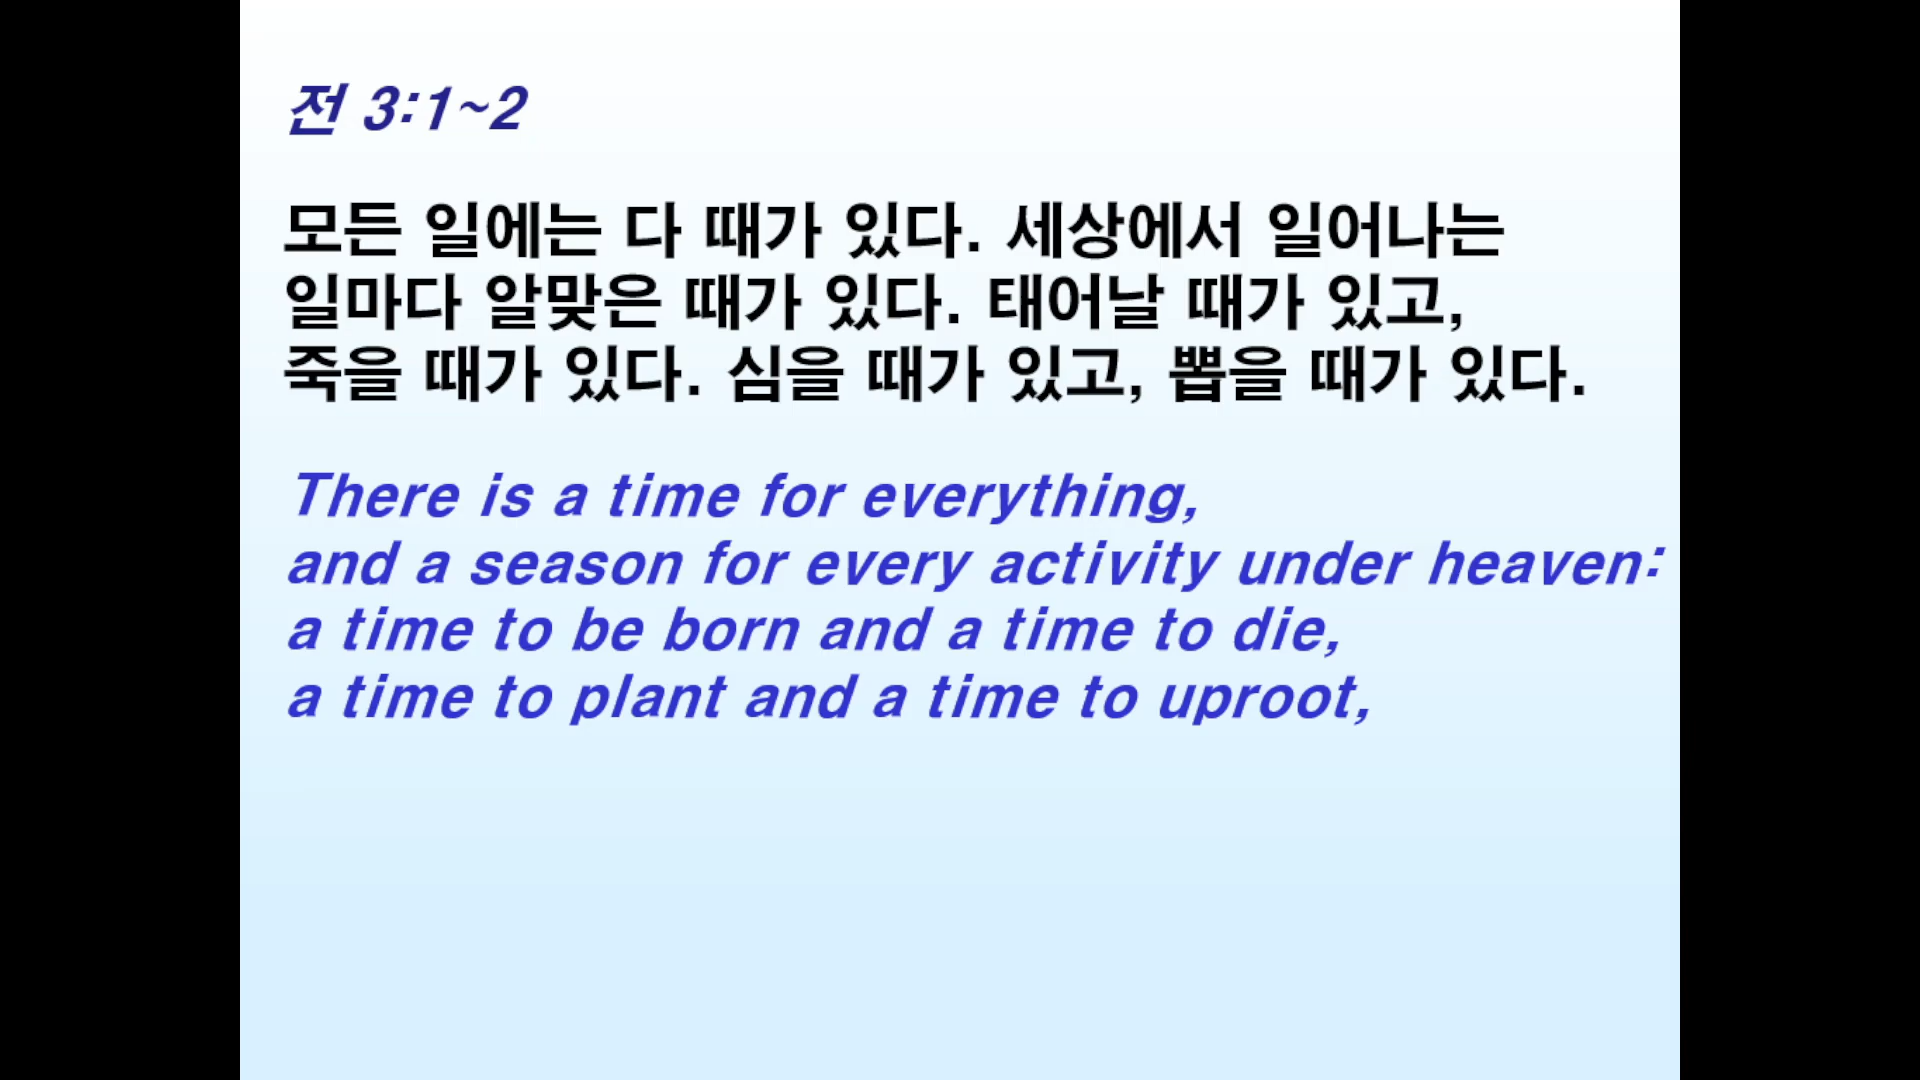 전 3:1~2
모든 일에는 다 때가 있다. 세상에서 일어나는
일마다 알맞은 때가 있다. 태어날 때가 있고,
죽을 때가 있다. 심을 때가 있고, 뽑을 때가 있다.
There is a time for everything,
and a season for every activity under heaven:
a time to be born and a time to die,
a time to plant and a time to uproot,